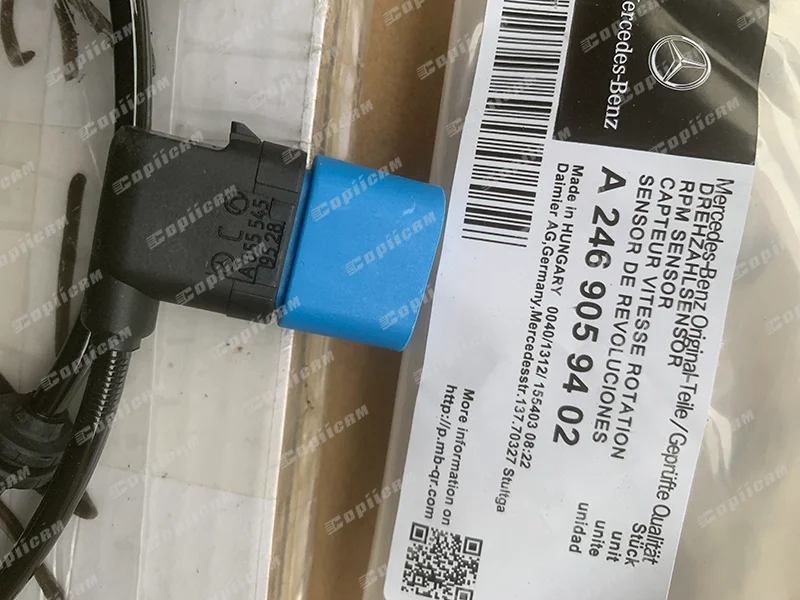 Mercedes-Benz
Mercedes-Benz Original-Teile / Geprüfte Qualität
DREHZAHLSENSOR
RPM SENSOR
CAPTEUR VITESSE ROTATION
SENSOR DE REVOLUCIONES
Stück
unit
unite
unidad
A 246 905 94 02
Made in HUNGARY 0040/1312/155403 08:22
Daimler AG,Germany,Mercedesstr.137.70327 Stuttga
More information on
http://p.mb-qr.com
55 545
CopiiCRM